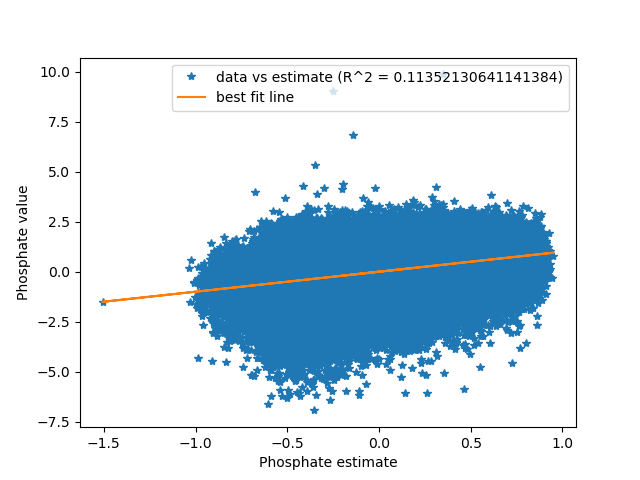 data vs estimate (R^2 = 0.11352130641141384)
best fit line
10.0
7.5
5.0
2.5
0.0
−2.5
−5.0
−7.5
Phosphate value
−1.5 −1.0 −0.5 0.0 0.5 1.0
Phosphate estimate